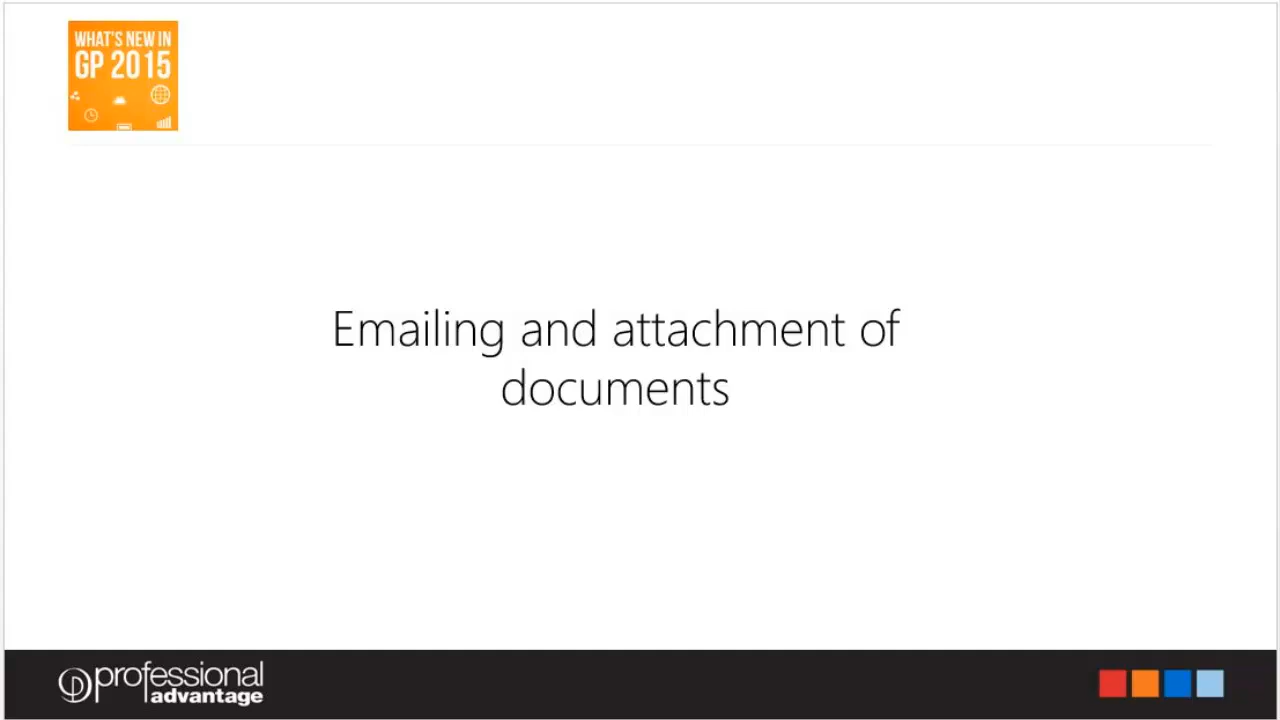 WHAT'S NEW IN
GP 2015
Emailing and attachment of
documents
professional
advantage